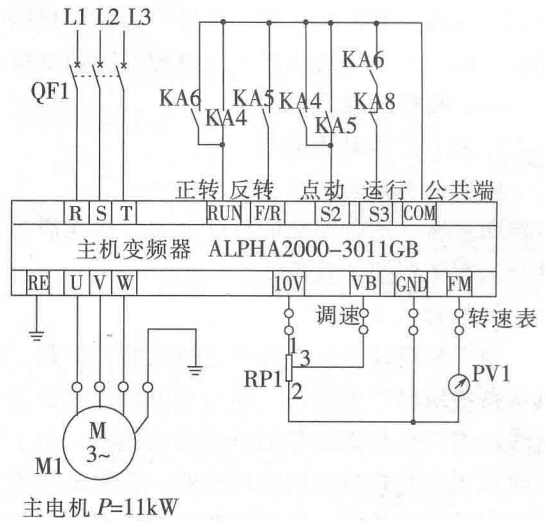 L1 L2 L3
QF1
KA6
KA6 KA4 KA5 KA4 KA5 KA8
正转 反转 点动 运行 公共端
R S T RUN F/R S2 S3 COM
主机变频器 ALPHA2000-3011GB
RE U V W 10V VB GND FM
调速 转速表
1
3
RP1
2
PV1
M
3~
M1
主电机 P=11kW